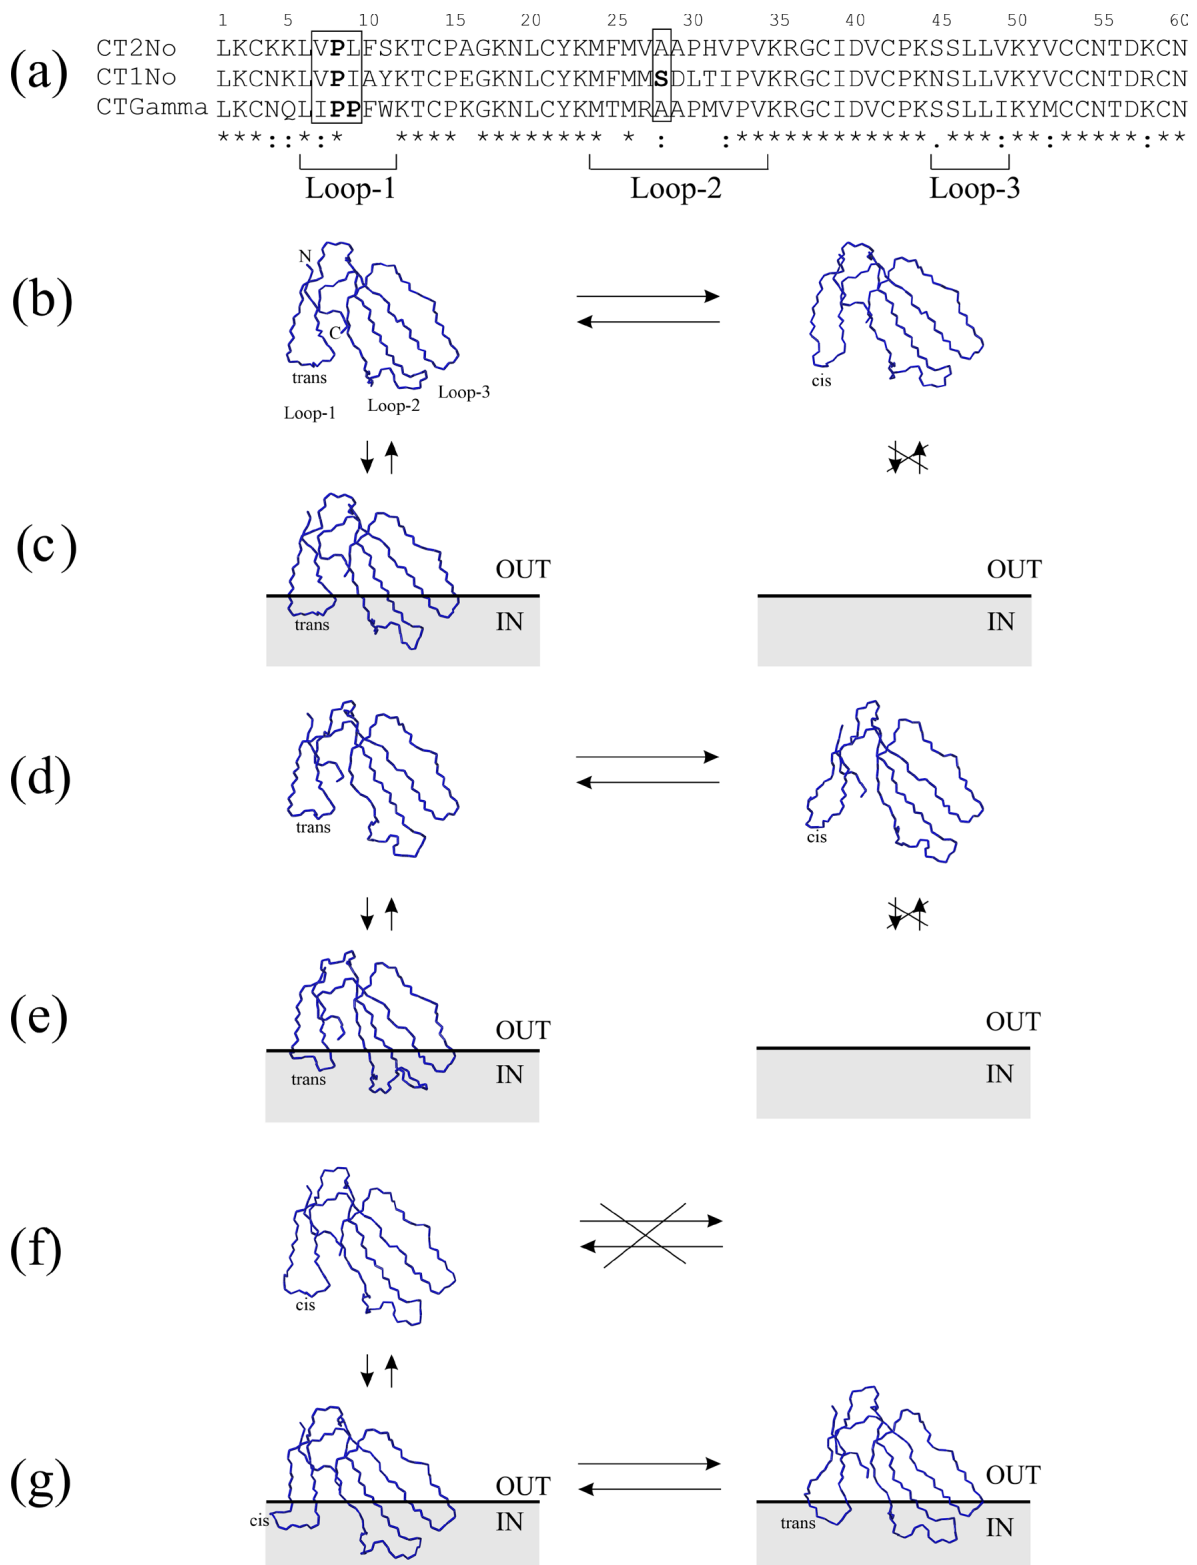 1 5 10 15 20 25 30 35 40 45 50 55 60
(a)
CT2No LKCKKLVPLFSKTCPAGKNLCYKMFMVAAPHVPVKRGCIDVCPKSSLLVKYVCCNTDKCN
CT1No LKCNKLVPIAYKTCPEGKNLCYKMFMMSDLTIPVKRGCIDVCPKNSLLVKYVCCNTDRCN
CTGamma LKCNQLIPPFWKTCPKGKNLCYKMTMRAAPMVPVKRGCIDVCPKSSLLIKYMCCNTDKCN
***::*:* **** ******* * : :************:***:**:*****:**
Loop-1 Loop-2 Loop-3
(b)
N
C
trans
cis
Loop-1
Loop-2
Loop-3
(c)
OUT
IN
trans
OUT
IN
(d)
trans
cis
(e)
OUT
IN
trans
OUT
IN
(f)
cis
(g)
OUT
IN
cis
OUT
IN
trans